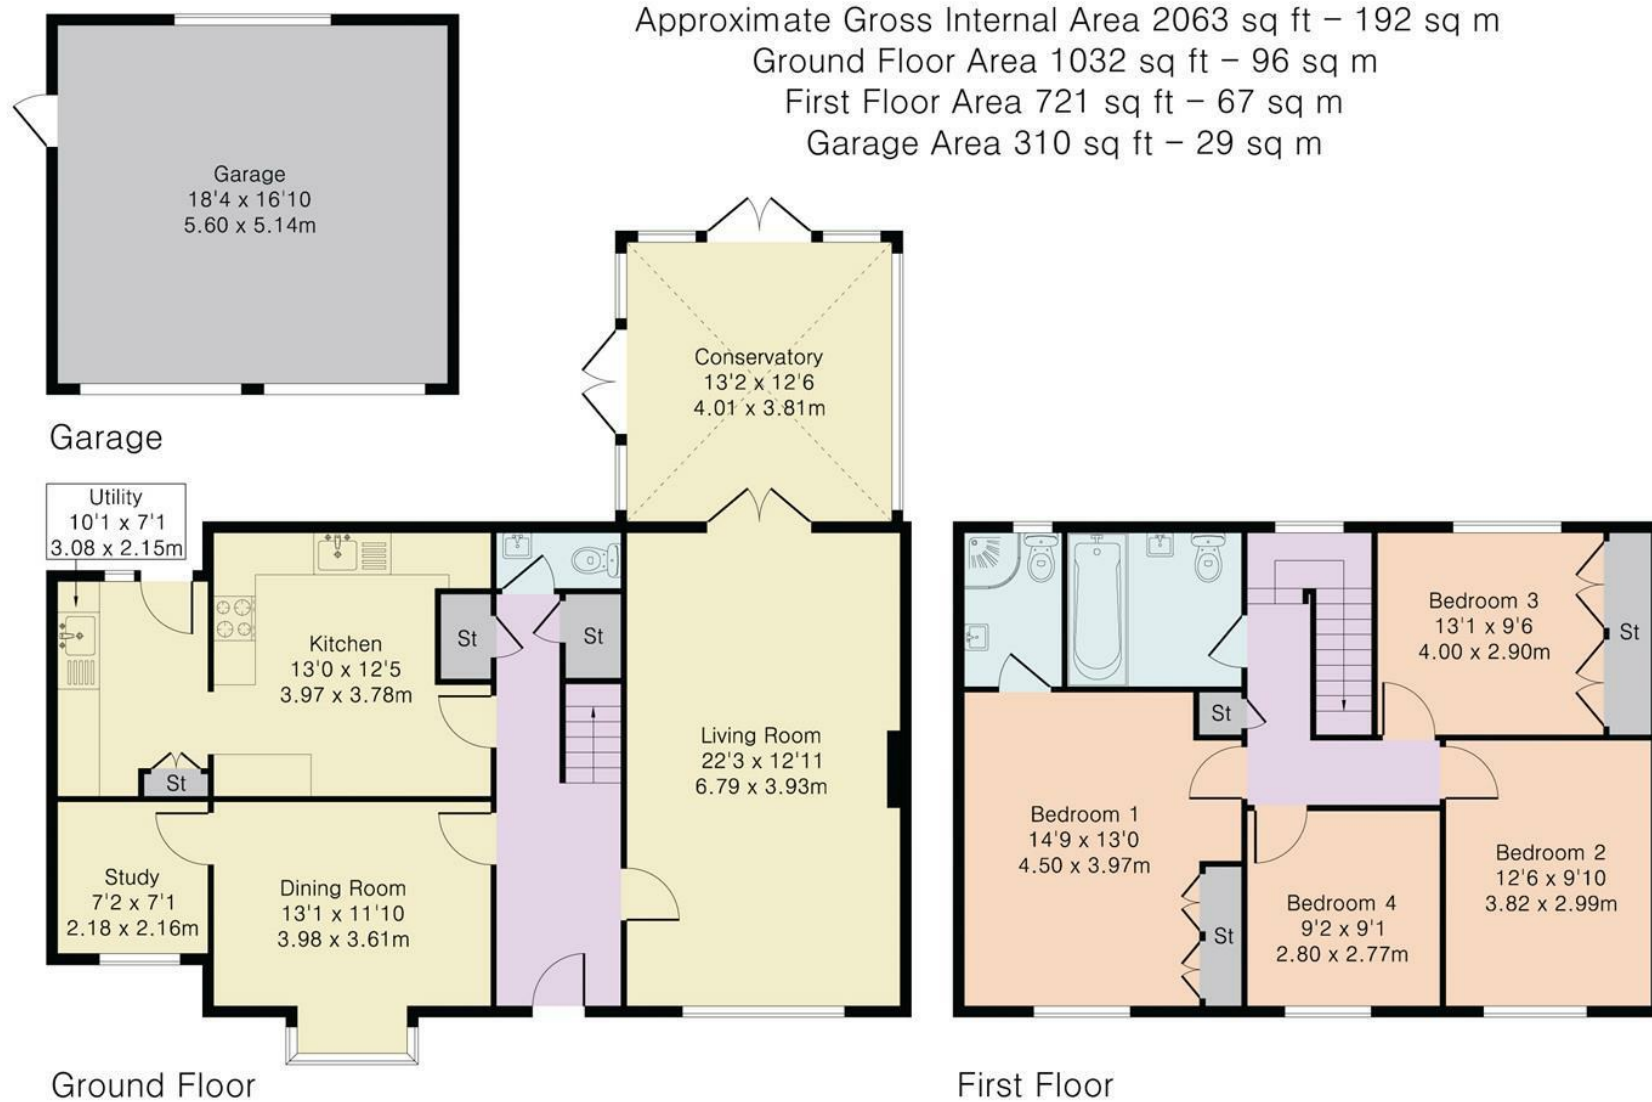 Approximate Gross Internal Area 2063 sq ft – 192 sq m
Ground Floor Area 1032 sq ft – 96 sq m
First Floor Area 721 sq ft – 67 sq m
Garage Area 310 sq ft – 29 sq m
Garage
18'4 x 16'10
5.60 x 5.14m
Garage
Conservatory
13'2 x 12'6
4.01 x 3.81m
Utility
10'1 x 7'1
3.08 x 2.15m
Kitchen
13'0 x 12'5
3.97 x 3.78m
St
St
St
Living Room
22'3 x 12'11
6.79 x 3.93m
Study
7'2 x 7'1
2.18 x 2.16m
Dining Room
13'1 x 11'10
3.98 x 3.61m
Ground Floor
Bedroom 3
13'1 x 9'6
4.00 x 2.90m
St
St
Bedroom 1
14'9 x 13'0
4.50 x 3.97m
St
Bedroom 4
9'2 x 9'1
2.80 x 2.77m
Bedroom 2
12'6 x 9'10
3.82 x 2.99m
First Floor